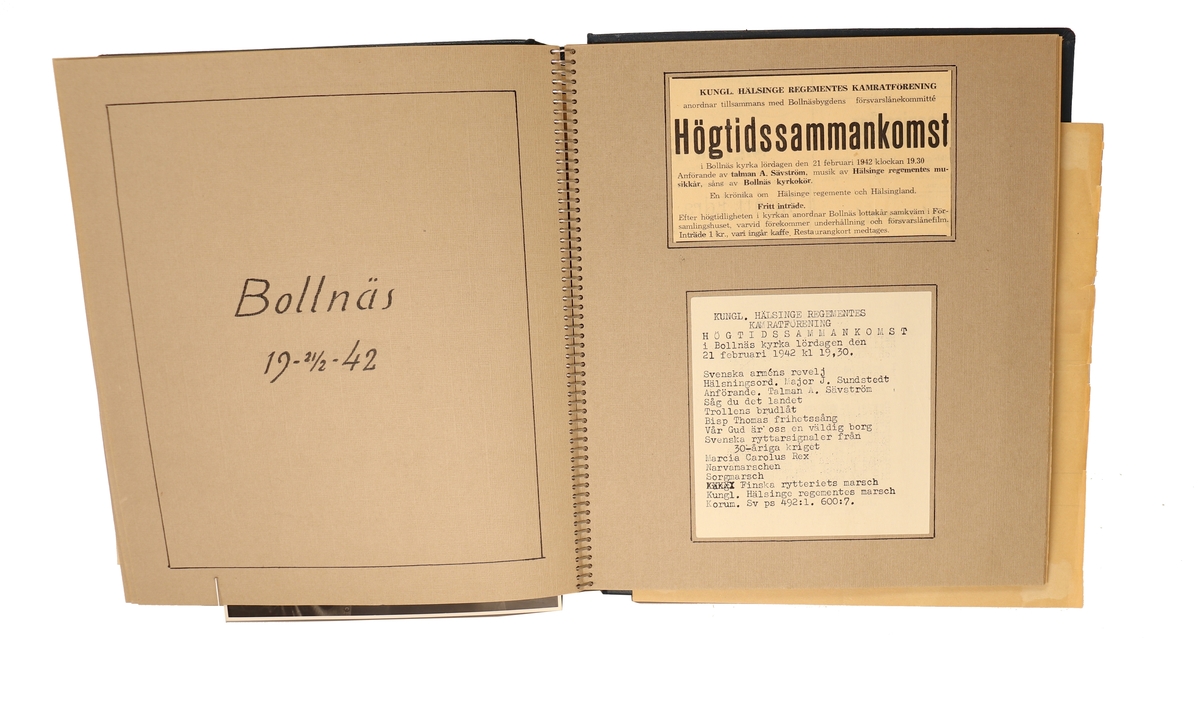 Bollnäs
19-21/2-42
KUNGL. HÄLSINGE REGEMENTES KAMRATFÖRENING
anordnar tillsammans med Bollnäsbygdens försvarslånekommitté
Högtidssammankomst
i Bollnäs kyrka lördagen den 21 februari 1942 klockan 19.30
Anförande av talman A. Sävström, musik av Hälsinge regementes mu-
sikkår, sång av Bollnäs kyrkokör.
En krönika om Hälsinge regemente och Hälsingland.
Fritt inträde.
Efter högtidligheten i kyrkan anordnar Bollnäs lottakår samkväm i För-
samlingshuset, varvid förekommer underhållning och försvarslånefilm.
Inträde 1 kr., vari ingår kaffe. Restaurangkort medtages.
KUNGL. HÄLSINGE REGEMENTES
KAMRATFÖRENING
H Ö G T I D S S A M M A N K O M S T
i Bollnäs kyrka lördagen den
21 februari 1942 kl 19,30.
Svenska arméns revelj
Hälsningsord. Major J. Sundstedt
Anförande. Talman A. Sävström
Såg du det landet
Trollens brudlåt
Bisp Thomas frihetssång
Vår Gud är oss en väldig borg
Svenska ryttarsignaler från
30-åriga kriget
Marcia Carolus Rex
Narvamarschen
Sorgmarsch
Finska rytteriets marsch
Kungl. Hälsinge regementes marsch
Korum. Sv ps 492:1. 600:7.